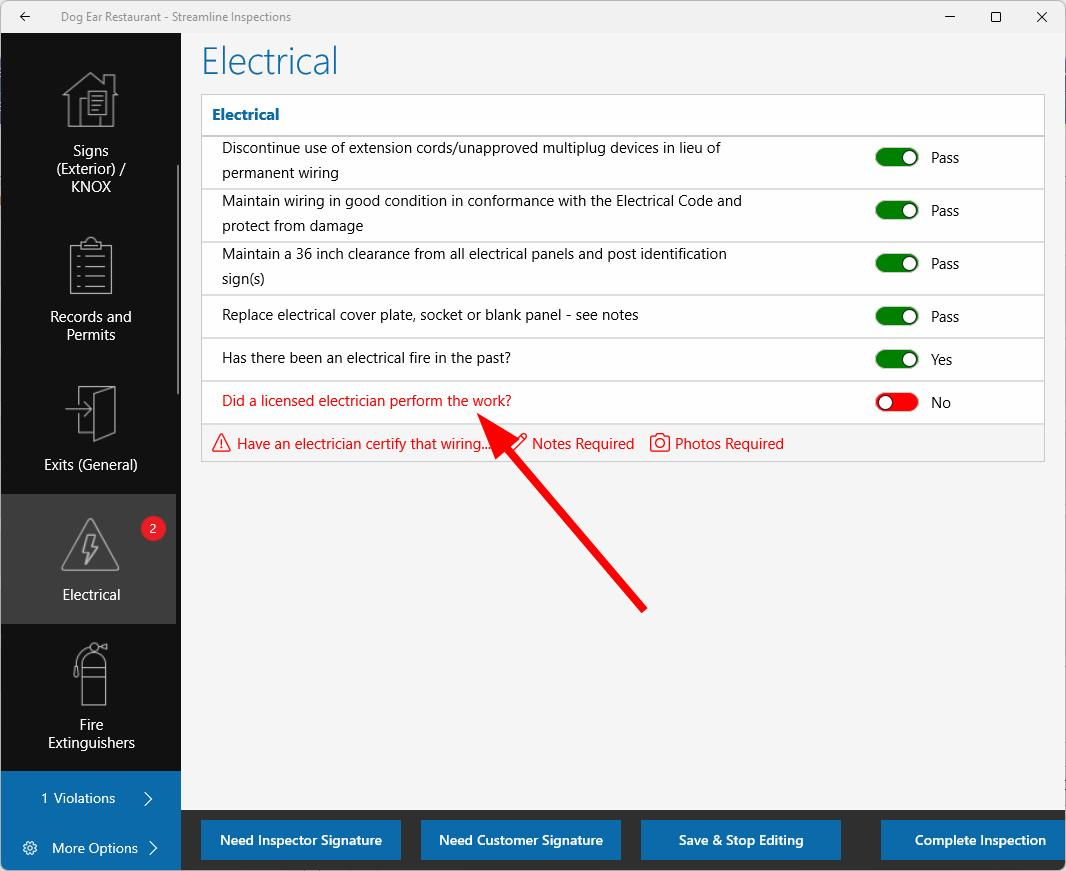 Dog Ear Restaurant - Streamline Inspections
Signs
(Exterior) /
KNOX
Records and
Permits
Exits (General)
2
Electrical
Fire
Extinguishers
1 Violations
More Options
Electrical
Electrical
Discontinue use of extension cords/unapproved multiplug devices in lieu of
permanent wiring
Pass
Maintain wiring in good condition in conformance with the Electrical Code and
protect from damage
Pass
Maintain a 36 inch clearance from all electrical panels and post identification
sign(s)
Pass
Replace electrical cover plate, socket or blank panel - see notes
Pass
Has there been an electrical fire in the past?
Yes
Did a licensed electrician perform the work?
No
Have an electrician certify that wiring... Notes Required Photos Required
Need Inspector Signature
Need Customer Signature
Save & Stop Editing
Complete Inspection